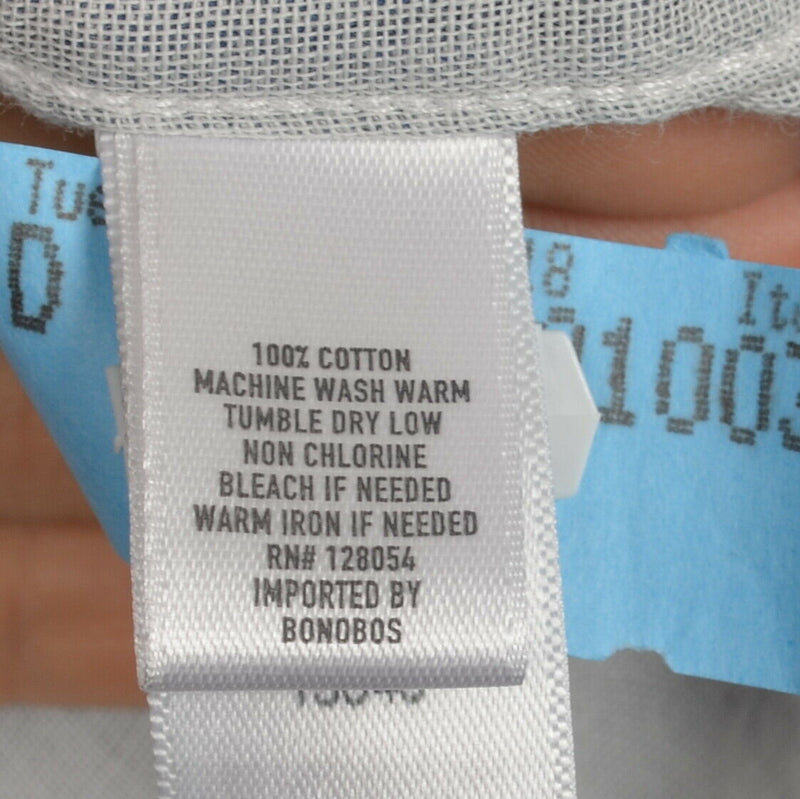 100% COTTON
MACHINE WASH WARM
TUMBLE DRY LOW
NON CHLORINE
BLEACH IF NEEDED
WARM IRON IF NEEDED
RN# 128054
IMPORTED BY
BONOBOS
Tue
D